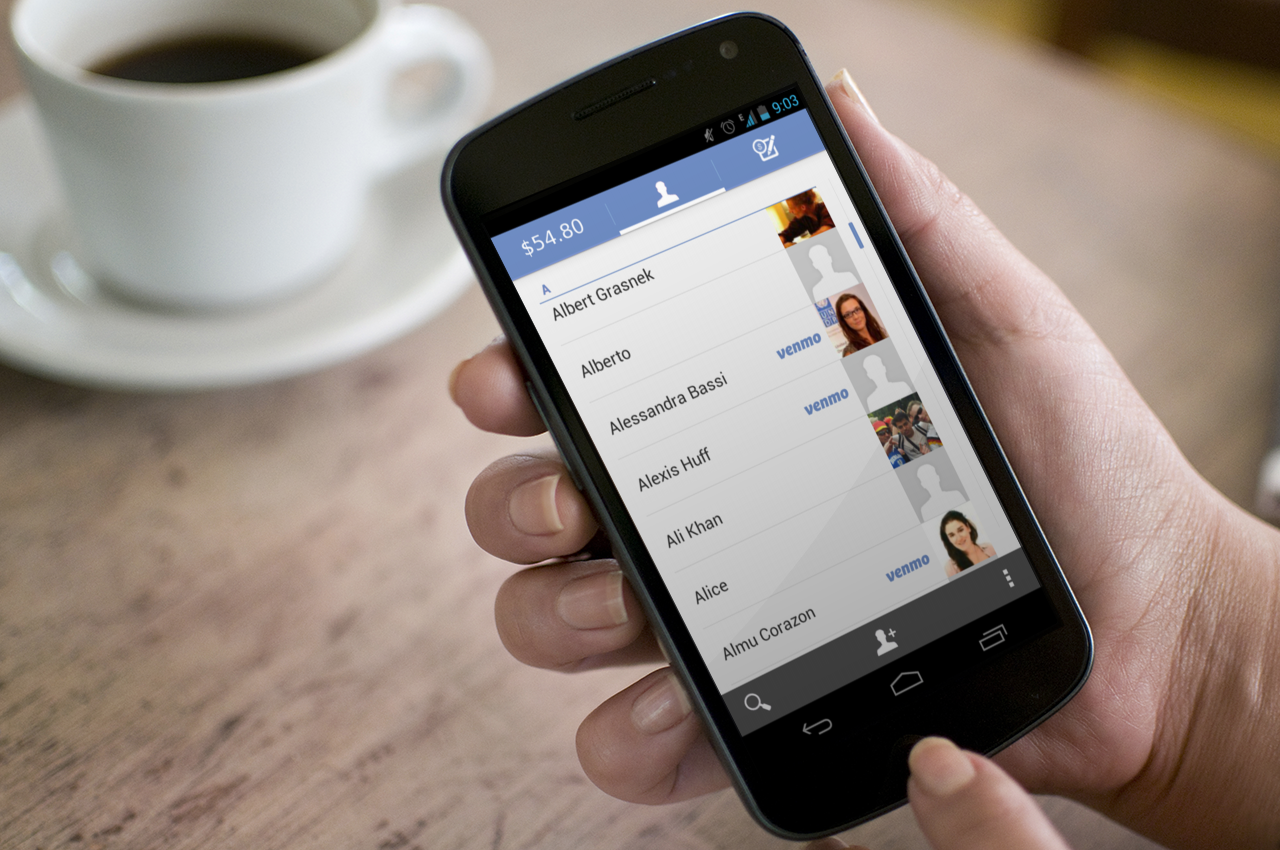 9:03
$54.80
A
Albert Grasnek
Alberto
Alessandra Bassi venmo
Alexis Huff venmo
Ali Khan
Alice
Almu Corazon venmo